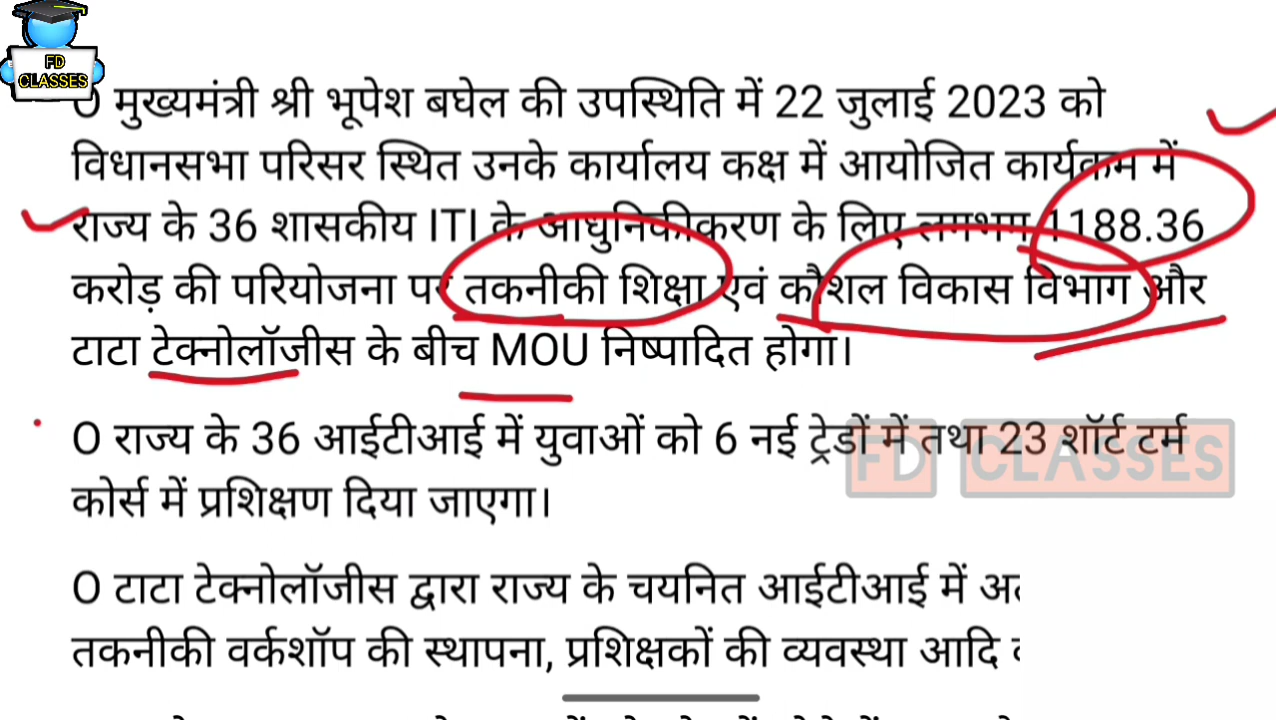 FD
CLASSES
O मुख्यमंत्री श्री भूपेश बघेल की उपस्थिति में 22 जुलाई 2023 को
विधानसभा परिसर स्थित उनके कार्यालय कक्ष में आयोजित कार्यक्रम में
राज्य के 36 शासकीय ITI के आधुनिकीकरण के लिए लगभग 1188.36
करोड़ की परियोजना पर तकनीकी शिक्षा एवं कौशल विकास विभाग और
टाटा टेक्नोलॉजीस के बीच MOU निष्पादित होगा।
O राज्य के 36 आईटीआई में युवाओं को 6 नई ट्रेडों में तथा 23 शॉर्ट टर्म
FD CLASSES
कोर्स में प्रशिक्षण दिया जाएगा।
O टाटा टेक्नोलॉजीस द्वारा राज्य के चयनित आईटीआई में
तकनीकी वर्कशॉप की स्थापना, प्रशिक्षकों की व्यवस्था आदि